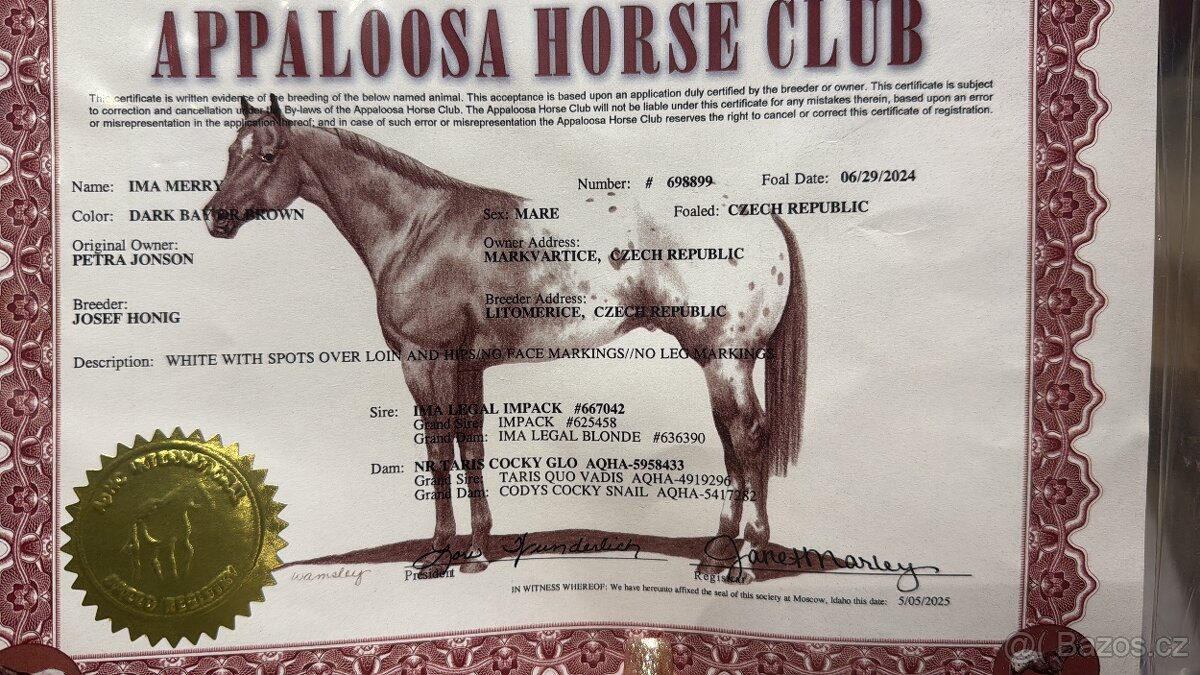 APPALOOSA HORSE CLUB
This certificate is written evidence of the breeding of the below named animal. This acceptance is based upon an application duly certified by the breeder or owner. This certificate is subject
to correction and cancellation under the By-laws of the Appaloosa Horse Club. The Appaloosa Horse Club will not be liable under this certificate for any mistakes therein, based upon an error
or misrepresentation in the application thereof; and in case of such error or misrepresentation the Appaloosa Horse Club reserves the right to cancel or correct this certificate of registration.
Name: IMA MERRY Number: # 698899 Foal Date: 06/29/2024
Color: DARK BAY OR BROWN Sex: MARE Foaled: CZECH REPUBLIC
Original Owner: Owner Address:
PETRA JONSON MARKVARTICE, CZECH REPUBLIC
Breeder: Breeder Address:
JOSEF HONIG LITOMERICE, CZECH REPUBLIC
Description: WHITE WITH SPOTS OVER LOIN AND HIPS/NO FACE MARKINGS//NO LEG MARKINGS
Sire: IMA LEGAL IMPACK #667042
Grand Sire: IMPACK #625458
Grand Dam: IMA LEGAL BLONDE #636390
Dam: NR TARIS COCKY GLO AQHA-5958433
Grand Sire: TARIS QUO VADIS AQHA-4919296
Grand Dam: CODYS COCKY SNAIL AQHA-5417282
wamsley
President
Janet Marley
Registrar
IN WITNESS WHEREOF: We have hereunto affixed the seal of this society at Moscow, Idaho this date: 5/05/2025
Bazos.cz